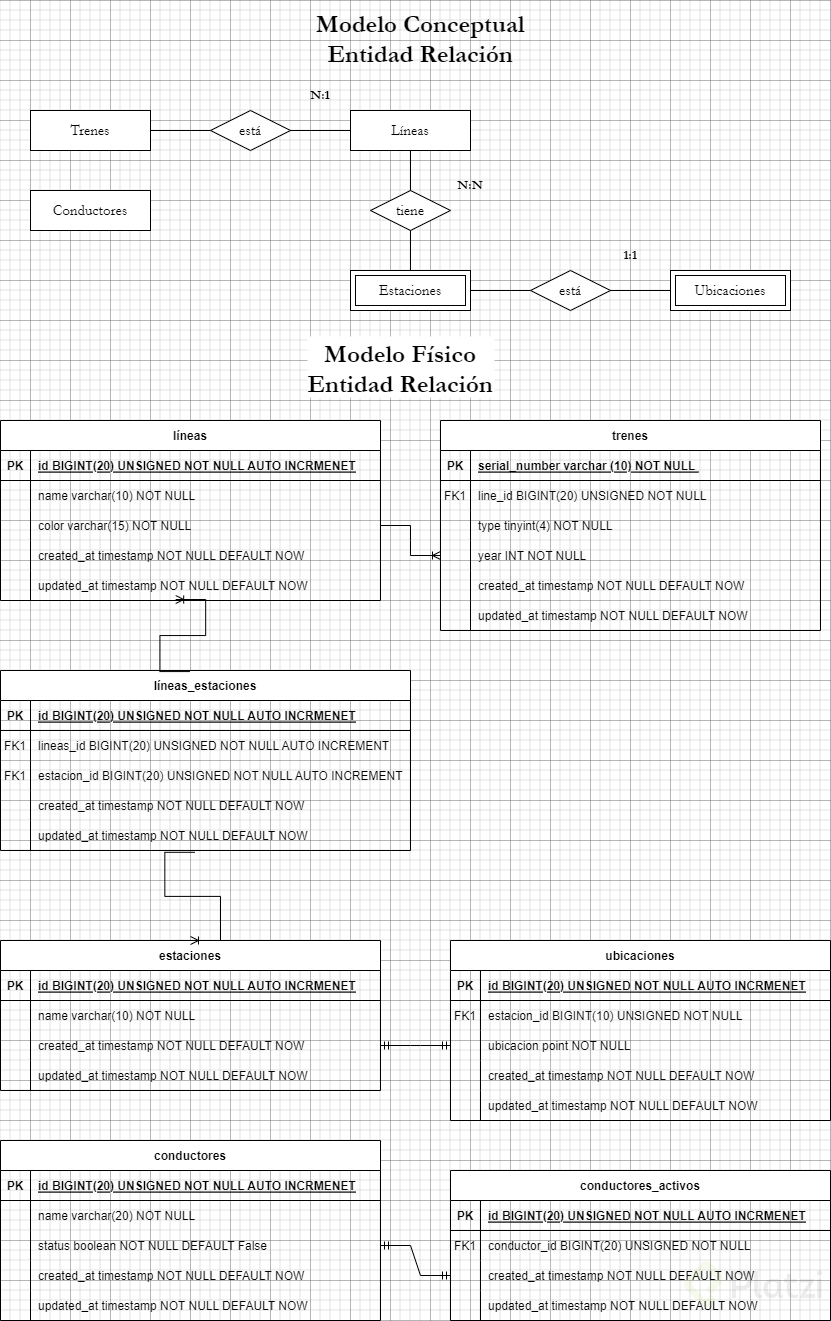 Modelo Conceptual
Entidad Relación
N:1
Trenes
está
Líneas
N:N
Conductores
tiene
1:1
Estaciones
está
Ubicaciones
Modelo Físico
Entidad Relación
líneas
PK id BIGINT(20) UNSIGNED NOT NULL AUTO INCRMENET
name varchar(10) NOT NULL
color varchar(15) NOT NULL
created_at timestamp NOT NULL DEFAULT NOW
updated_at timestamp NOT NULL DEFAULT NOW
trenes
PK serial_number varchar (10) NOT NULL
FK1 line_id BIGINT(20) UNSIGNED NOT NULL
type tinyint(4) NOT NULL
year INT NOT NULL
created_at timestamp NOT NULL DEFAULT NOW
updated_at timestamp NOT NULL DEFAULT NOW
líneas_estaciones
PK id BIGINT(20) UNSIGNED NOT NULL AUTO INCRMENET
FK1 lineas_id BIGINT(20) UNSIGNED NOT NULL AUTO INCREMENT
FK1 estacion_id BIGINT(20) UNSIGNED NOT NULL AUTO INCREMENT
created_at timestamp NOT NULL DEFAULT NOW
updated_at timestamp NOT NULL DEFAULT NOW
estaciones
PK id BIGINT(20) UNSIGNED NOT NULL AUTO INCRMENET
name varchar(10) NOT NULL
created_at timestamp NOT NULL DEFAULT NOW
updated_at timestamp NOT NULL DEFAULT NOW
ubicaciones
PK id BIGINT(20) UNSIGNED NOT NULL AUTO INCRMENET
FK1 estacion_id BIGINT(10) UNSIGNED NOT NULL
ubicacion point NOT NULL
created_at timestamp NOT NULL DEFAULT NOW
updated_at timestamp NOT NULL DEFAULT NOW
conductores
PK id BIGINT(20) UNSIGNED NOT NULL AUTO INCRMENET
name varchar(20) NOT NULL
status boolean NOT NULL DEFAULT False
created_at timestamp NOT NULL DEFAULT NOW
updated_at timestamp NOT NULL DEFAULT NOW
conductores_activos
PK id BIGINT(20) UNSIGNED NOT NULL AUTO INCRMENET
FK1 conductor_id BIGINT(20) UNSIGNED NOT NULL
created_at timestamp NOT NULL DEFAULT NOW
updated_at timestamp NOT NULL DEFAULT NOW
Platzi